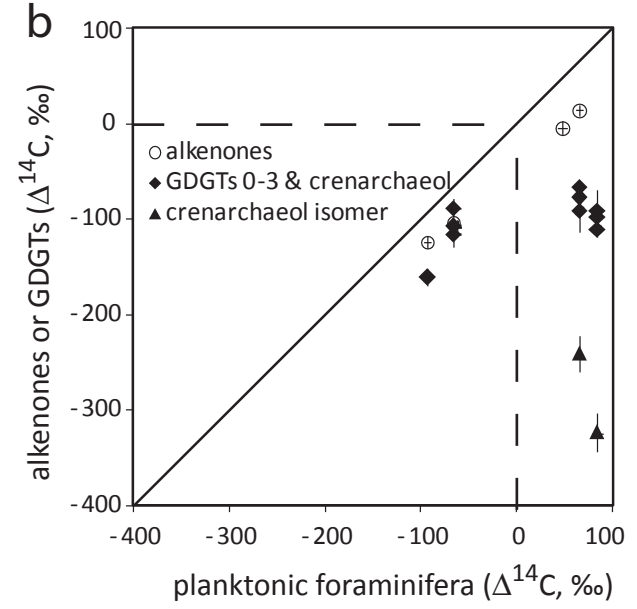 b
100
0
-100
-200
-300
-400
alkenones or GDGTs (Δ¹⁴C, ‰)
alkenones
GDGTs 0-3 & crenarchaeol
crenarchaeol isomer
-400 -300 -200 -100 0 100
planktonic foraminifera (Δ¹⁴C, ‰)